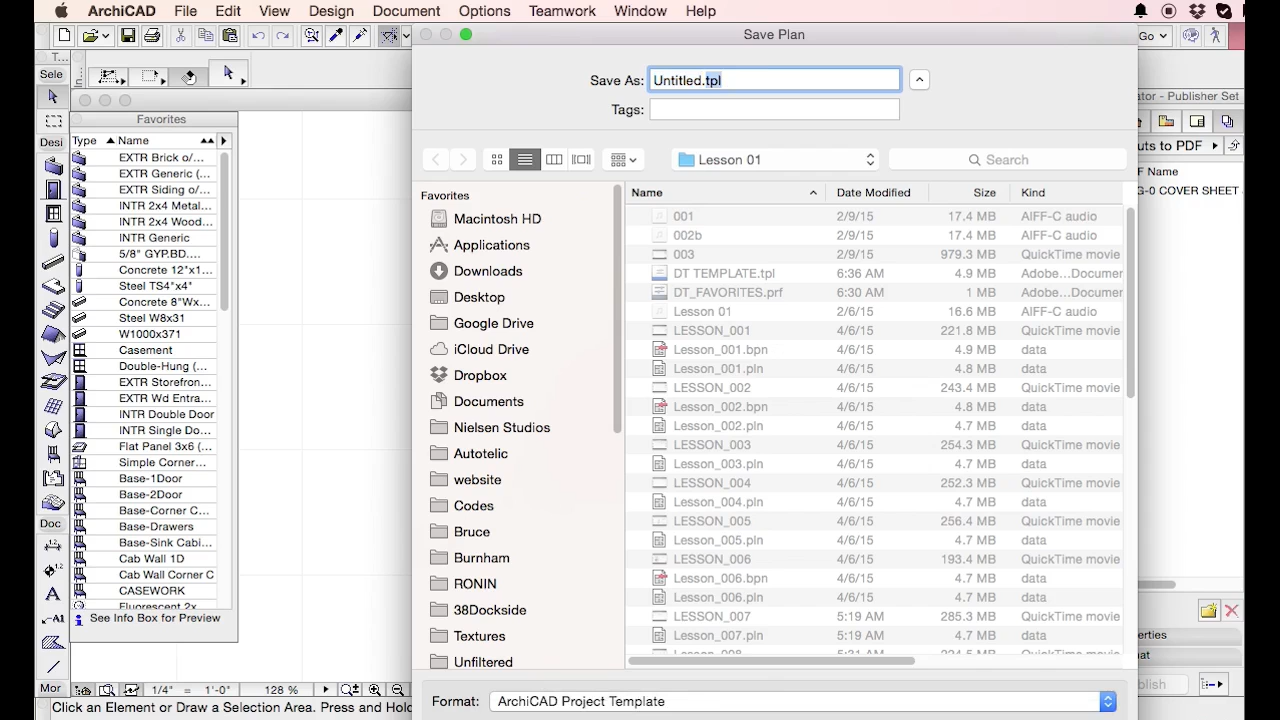 ArchiCAD File Edit View Design Document Options Teamwork Window Help
Save Plan
Go
T...
Sele
Save As: Untitled.tpl
Tags:
ator - Publisher Set
Favorites
Desi
Type Name
Lesson 01
Search
uts to PDF
F Name
G-0 COVER SHEET
EXTR Brick o/...
EXTR Generic (...
EXTR Siding o/...
INTR 2x4 Metal...
INTR 2x4 Wood...
INTR Generic
5/8" GYP.BD....
Concrete 12"x1...
Steel TS4"x4"
Concrete 8"Wx...
Steel W8x31
W1000x371
Casement
Double-Hung (...
EXTR Storefron...
EXTR Wd Entra...
INTR Double Door
INTR Single Do...
Flat Panel 3x6 (...
Simple Corner...
Base-1Door
Base-2Door
Base-Corner C...
Base-Drawers
Base-Sink Cabi...
Cab Wall 1D
Cab Wall Corner C
CASEWORK
Fluorescent 2x
See Info Box for Preview
Doc
A1
Mor
Favorites
Macintosh HD
Applications
Downloads
Desktop
Google Drive
iCloud Drive
Dropbox
Documents
Nielsen Studios
Autotelic
website
Codes
Bruce
Burnham
RONIN
38Dockside
Textures
Unfiltered
Name Date Modified Size Kind
001 2/9/15 17.4 MB AIFF-C audio
002b 2/9/15 17.4 MB AIFF-C audio
003 2/9/15 979.3 MB QuickTime movie
DT TEMPLATE.tpl 6:36 AM 4.9 MB Adobe...Documen
DT_FAVORITES.prf 6:30 AM 1 MB Adobe...Documen
Lesson 01 2/6/15 16.6 MB AIFF-C audio
LESSON_001 4/6/15 221.8 MB QuickTime movie
Lesson_001.bpn 4/6/15 4.9 MB data
Lesson_001.pln 4/6/15 4.8 MB data
LESSON_002 4/6/15 243.4 MB QuickTime movie
Lesson_002.bpn 4/6/15 4.8 MB data
Lesson_002.pln 4/6/15 4.7 MB data
LESSON_003 4/6/15 254.3 MB QuickTime movie
Lesson_003.pln 4/6/15 4.7 MB data
LESSON_004 4/6/15 252.3 MB QuickTime movie
Lesson_004.pln 4/6/15 4.7 MB data
LESSON_005 4/6/15 256.4 MB QuickTime movie
Lesson_005.pln 4/6/15 4.7 MB data
LESSON_006 4/6/15 193.4 MB QuickTime movie
Lesson_006.bpn 4/6/15 4.7 MB data
Lesson_006.pln 4/6/15 4.7 MB data
LESSON_007 5:19 AM 285.3 MB QuickTime movie
Lesson_007.pln 5:19 AM 4.7 MB data
erties
at
blish
1/4" = 1'-0" 128 %
Format: ArchiCAD Project Template
Click an Element or Draw a Selection Area. Press and Hold